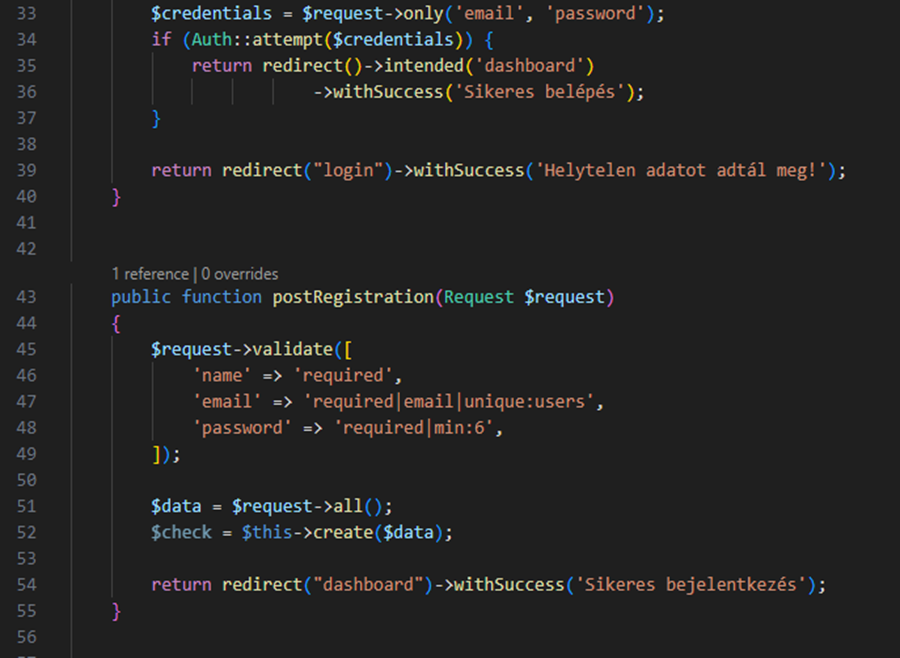 33 $credentials = $request->only('email', 'password');
34 if (Auth::attempt($credentials)) {
35 return redirect()->intended('dashboard')
36 ->withSuccess('Sikeres belépés');
37 }
38
39 return redirect("login")->withSuccess('Helytelen adatot adtál meg!');
40 }
41
42
1 reference | 0 overrides
43 public function postRegistration(Request $request)
44 {
45 $request->validate([
46 'name' => 'required',
47 'email' => 'required|email|unique:users',
48 'password' => 'required|min:6',
49 ]);
50
51 $data = $request->all();
52 $check = $this->create($data);
53
54 return redirect("dashboard")->withSuccess('Sikeres bejelentkezés');
55 }
56